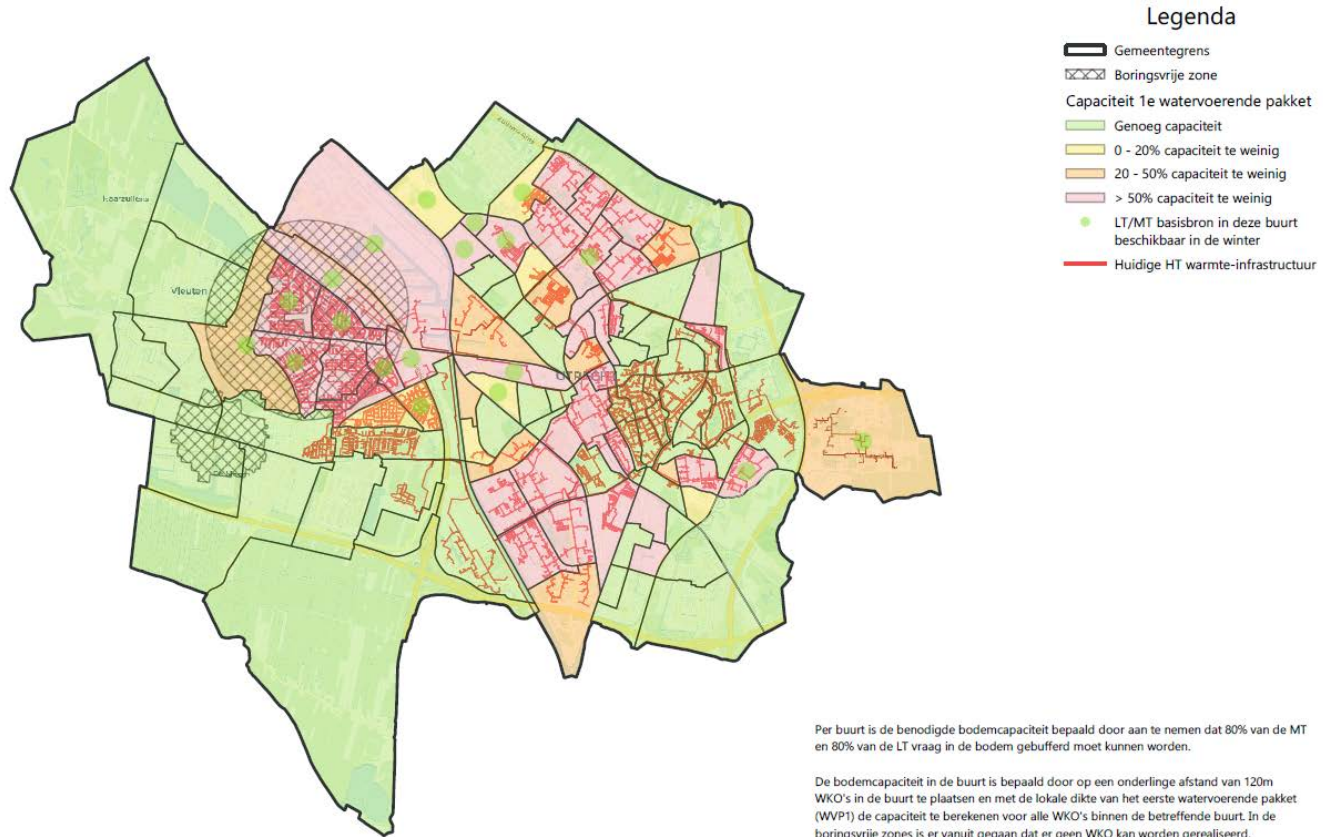 Legenda
Gemeentegrens
Boringsvrije zone
Capaciteit 1e watervoerende pakket
Genoeg capaciteit
0 - 20% capaciteit te weinig
20 - 50% capaciteit te weinig
> 50% capaciteit te weinig
LT/MT basisbron in deze buurt
beschikbaar in de winter
Huidige HT warmte-infrastructuur
Haarzuilens
Vleuten
UTRECHT
Per buurt is de benodigde bodemcapaciteit bepaald door aan te nemen dat 80% van de MT
en 80% van de LT vraag in de bodem gebufferd moet kunnen worden.
De bodemcapaciteit in de buurt is bepaald door op een onderlinge afstand van 120m
WKO's in de buurt te plaatsen en met de lokale dikte van het eerste watervoerende pakket
(WVP1) de capaciteit te berekenen voor alle WKO's binnen de betreffende buurt. In de
boringsvrije zones is er vanuit gegaan dat er geen WKO kan worden gerealiseerd.